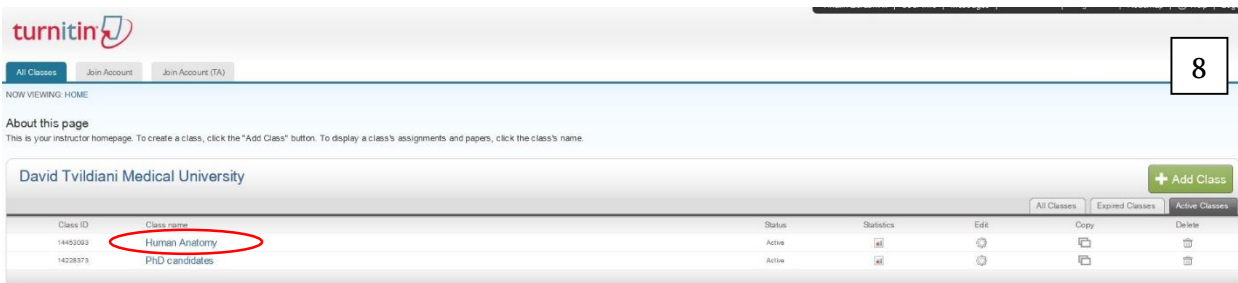 turnitin
8
All Classes Join Account Join Account (TA)
NOW VIEWING: HOME
About this page
This is your instructor homepage. To create a class, click the "Add Class" button. To display a class's assignments and papers, click the class's name.
David Tvildiani Medical University
Add Class
All Classes Expired Classes Active Classes
Class ID Class name Status Statistics Edit Copy Delete
14453093 Human Anatomy Active
14228373 PhD candidates Active